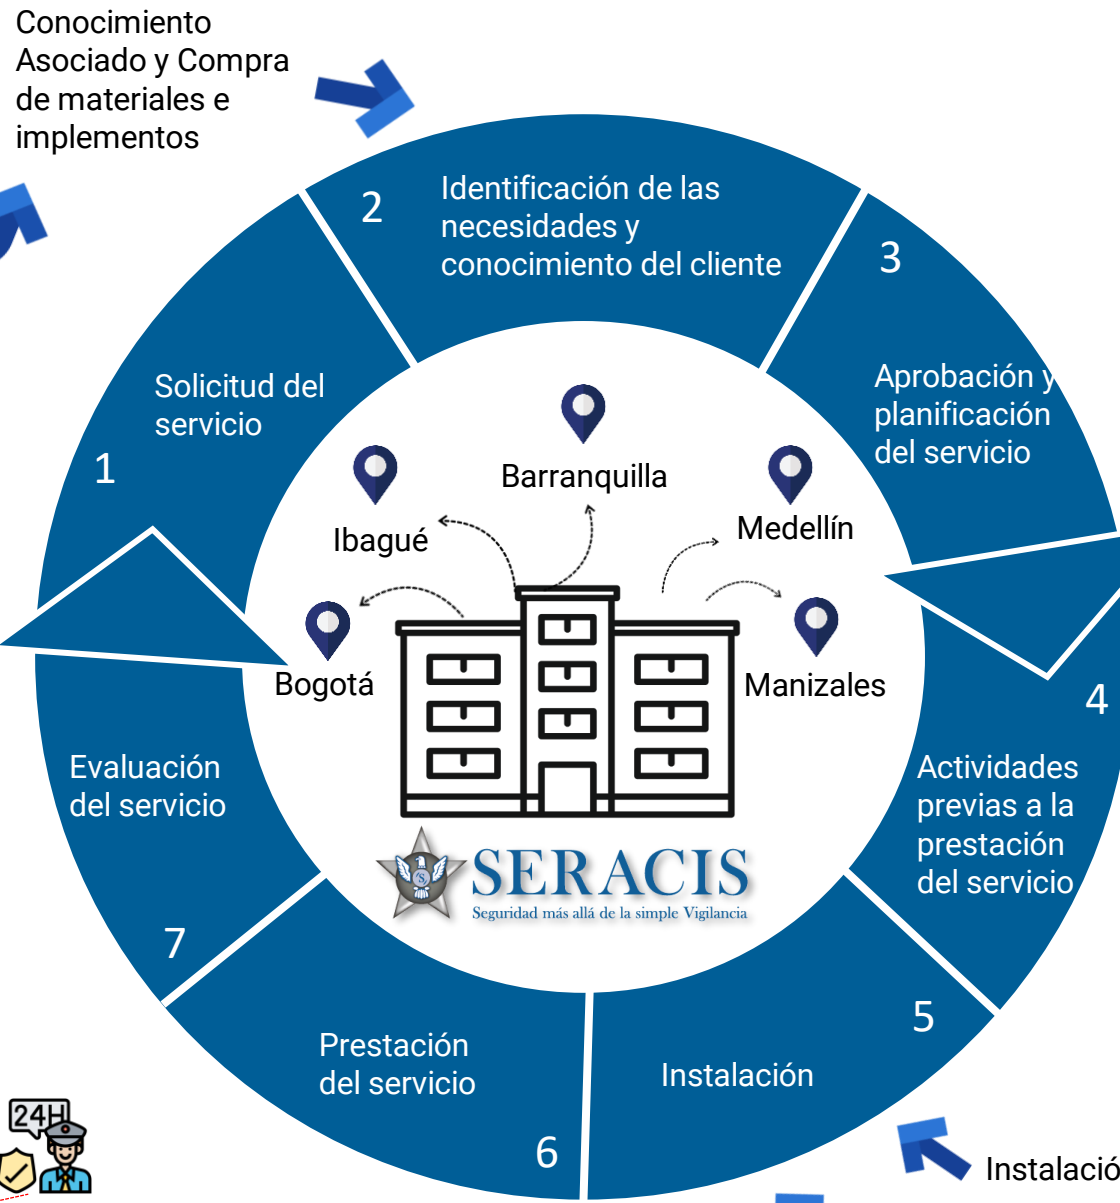 Conocimiento
Asociado y Compra
de materiales e
implementos
2
Identificación de las
necesidades y
conocimiento del cliente
3
Aprobación y
planificación
del servicio
Solicitud del
servicio
1
Barranquilla
Ibagué
Medellín
Bogotá
Manizales
4
Actividades
previas a la
prestación
del servicio
Evaluación
del servicio
7
SERACIS
Seguridad más allá de la simple Vigilancia
5
Instalación
Prestación
del servicio
6
24H
Instalació